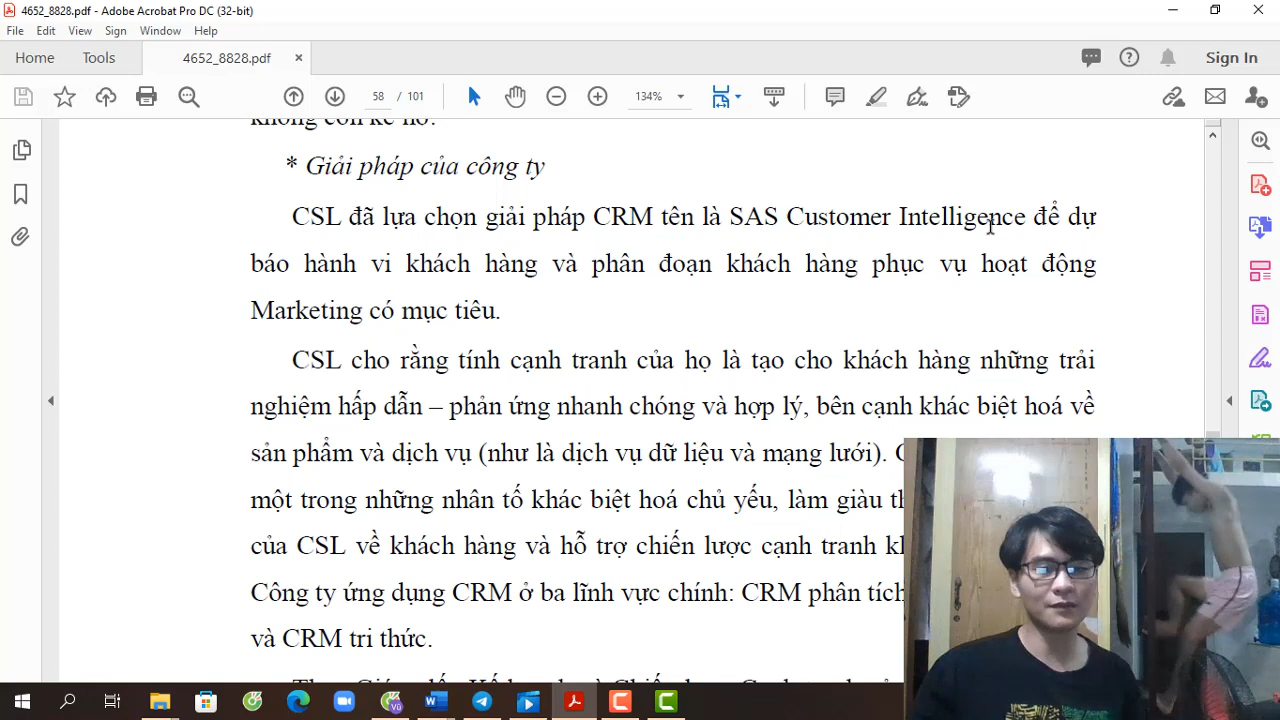 4652_8828.pdf - Adobe Acrobat Pro DC (32-bit)
File Edit View Sign Window Help
Home Tools 4652_8828.pdf Sign In
58 / 101 134%
không còn kẽ hở.
* Giải pháp của công ty
CSL đã lựa chọn giải pháp CRM tên là SAS Customer Intelligence để dự
báo hành vi khách hàng và phân đoạn khách hàng phục vụ hoạt động
Marketing có mục tiêu.
CSL cho rằng tính cạnh tranh của họ là tạo cho khách hàng những trải
nghiệm hấp dẫn – phản ứng nhanh chóng và hợp lý, bên cạnh khác biệt hoá về
sản phẩm và dịch vụ (như là dịch vụ dữ liệu và mạng lưới).
một trong những nhân tố khác biệt hoá chủ yếu, làm giàu
của CSL về khách hàng và hỗ trợ chiến lược cạnh tranh
Công ty ứng dụng CRM ở ba lĩnh vực chính: CRM phân tích
và CRM tri thức.